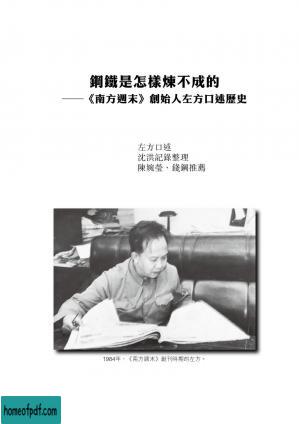 鋼鐵是怎樣煉不成的
——《南方週末》創始人左方口述歷史
左方口述
沈洪記錄整理
陳婉瑩、錢鋼推薦
1984年，《南方週末》創刊時期的左方。
homeofpdf.com